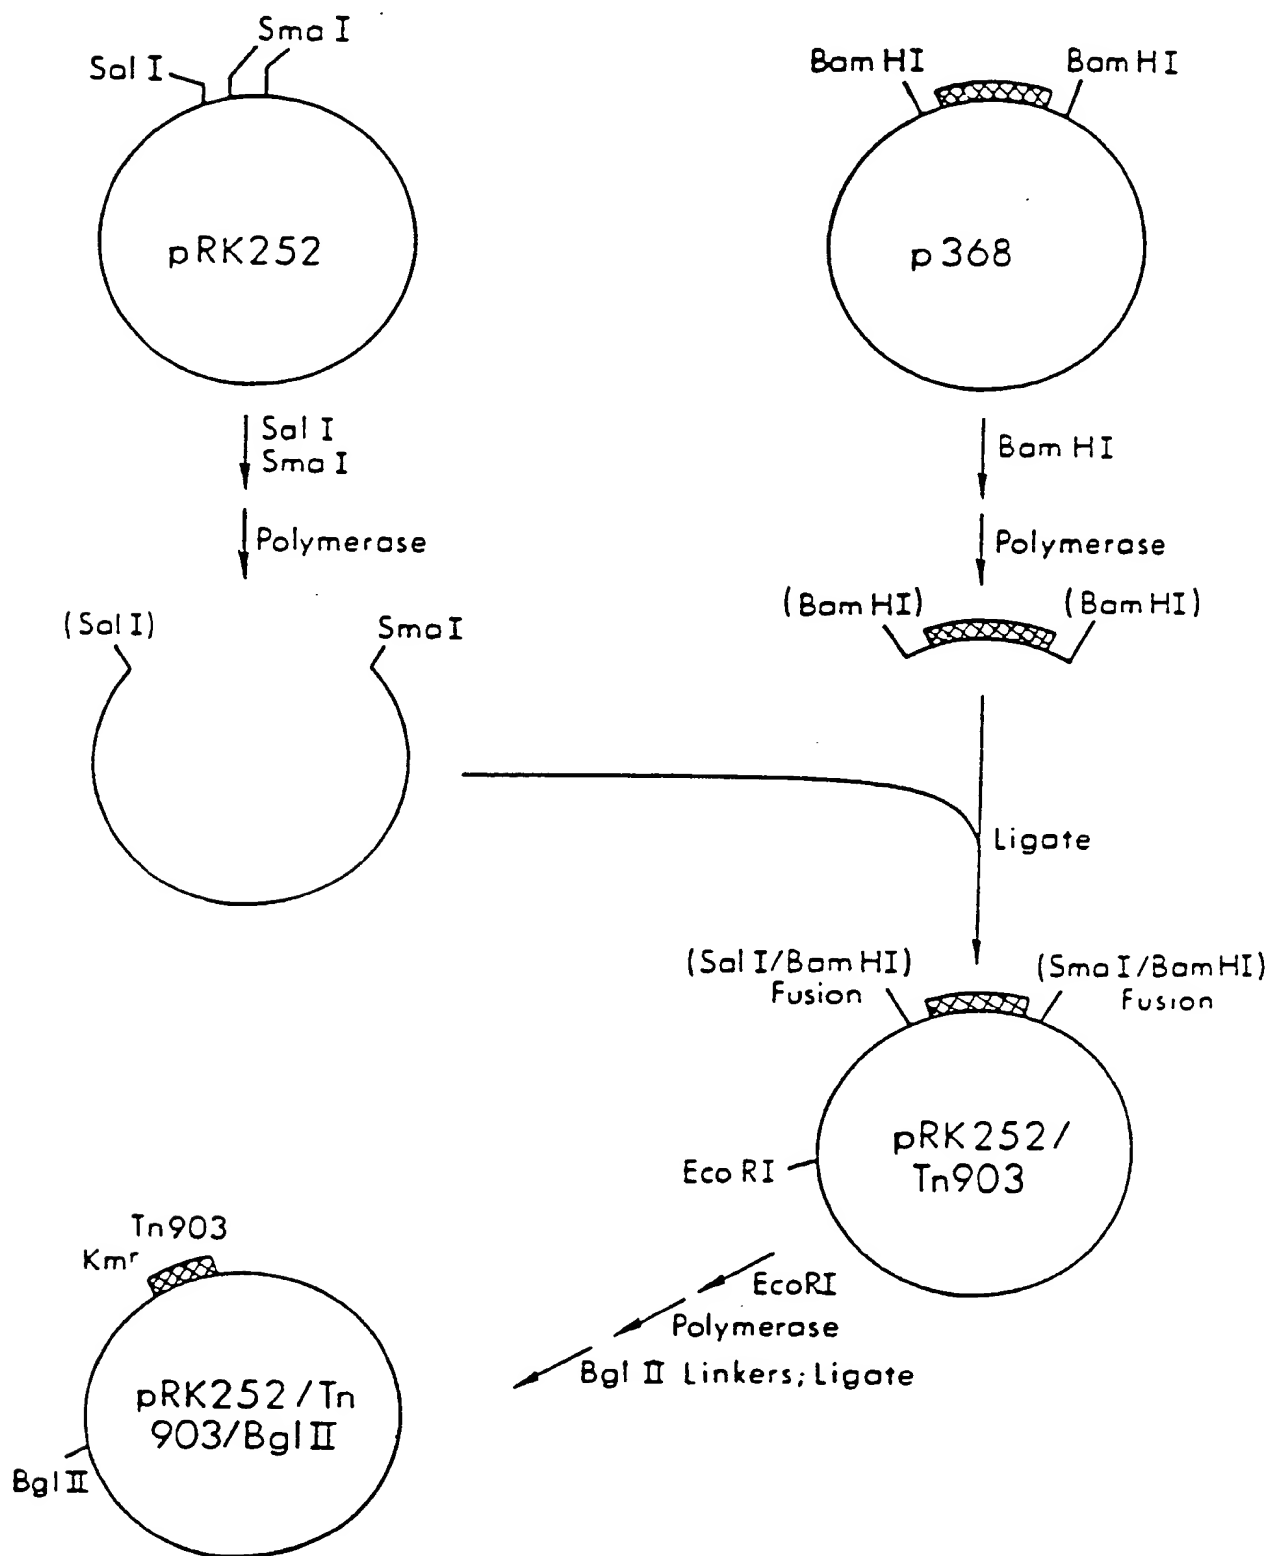 Sma I
Sal I
pRK252
Bam HI
Bam HI
p368
Sal I
Sma I
Polymerase
Bam HI
Polymerase
(Sal I)
Sma I
(Bam HI)
(Bam HI)
Ligate
(Sal I/Bam HI)
Fusion
(Sma I/Bam HI)
Fusion
pRK252/
Tn903
Eco RI
EcoRI
Polymerase
Bgl II Linkers; Ligate
Tn903
Kmʳ
pRK252/Tn
903/Bgl II
Bgl II